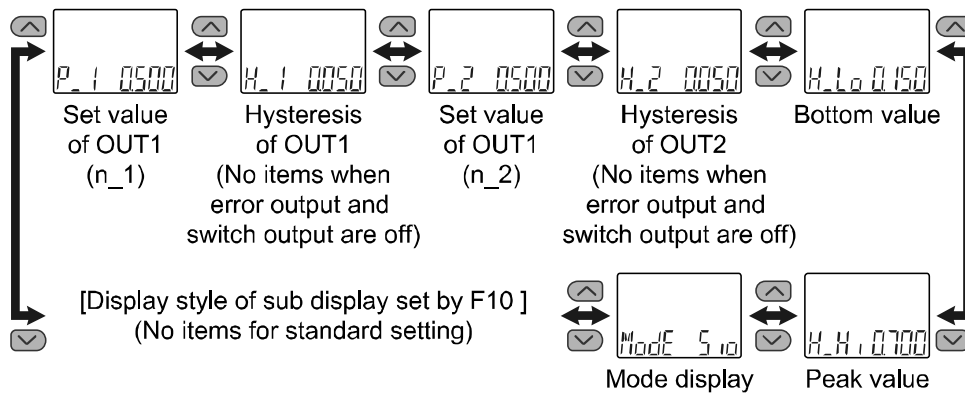 P_1 0.500
H_1 0.050
P_2 0.500
H_2 0.050
H_Lo 0.150
Set value
of OUT1
(n_1)
Hysteresis
of OUT1
(No items when
error output and
switch output are off)
Set value
of OUT1
(n_2)
Hysteresis
of OUT2
(No items when
error output and
switch output are off)
Bottom value
[Display style of sub display set by F10 ]
(No items for standard setting)
ModE Sio
Mode display
H_Hi 0.700
Peak value